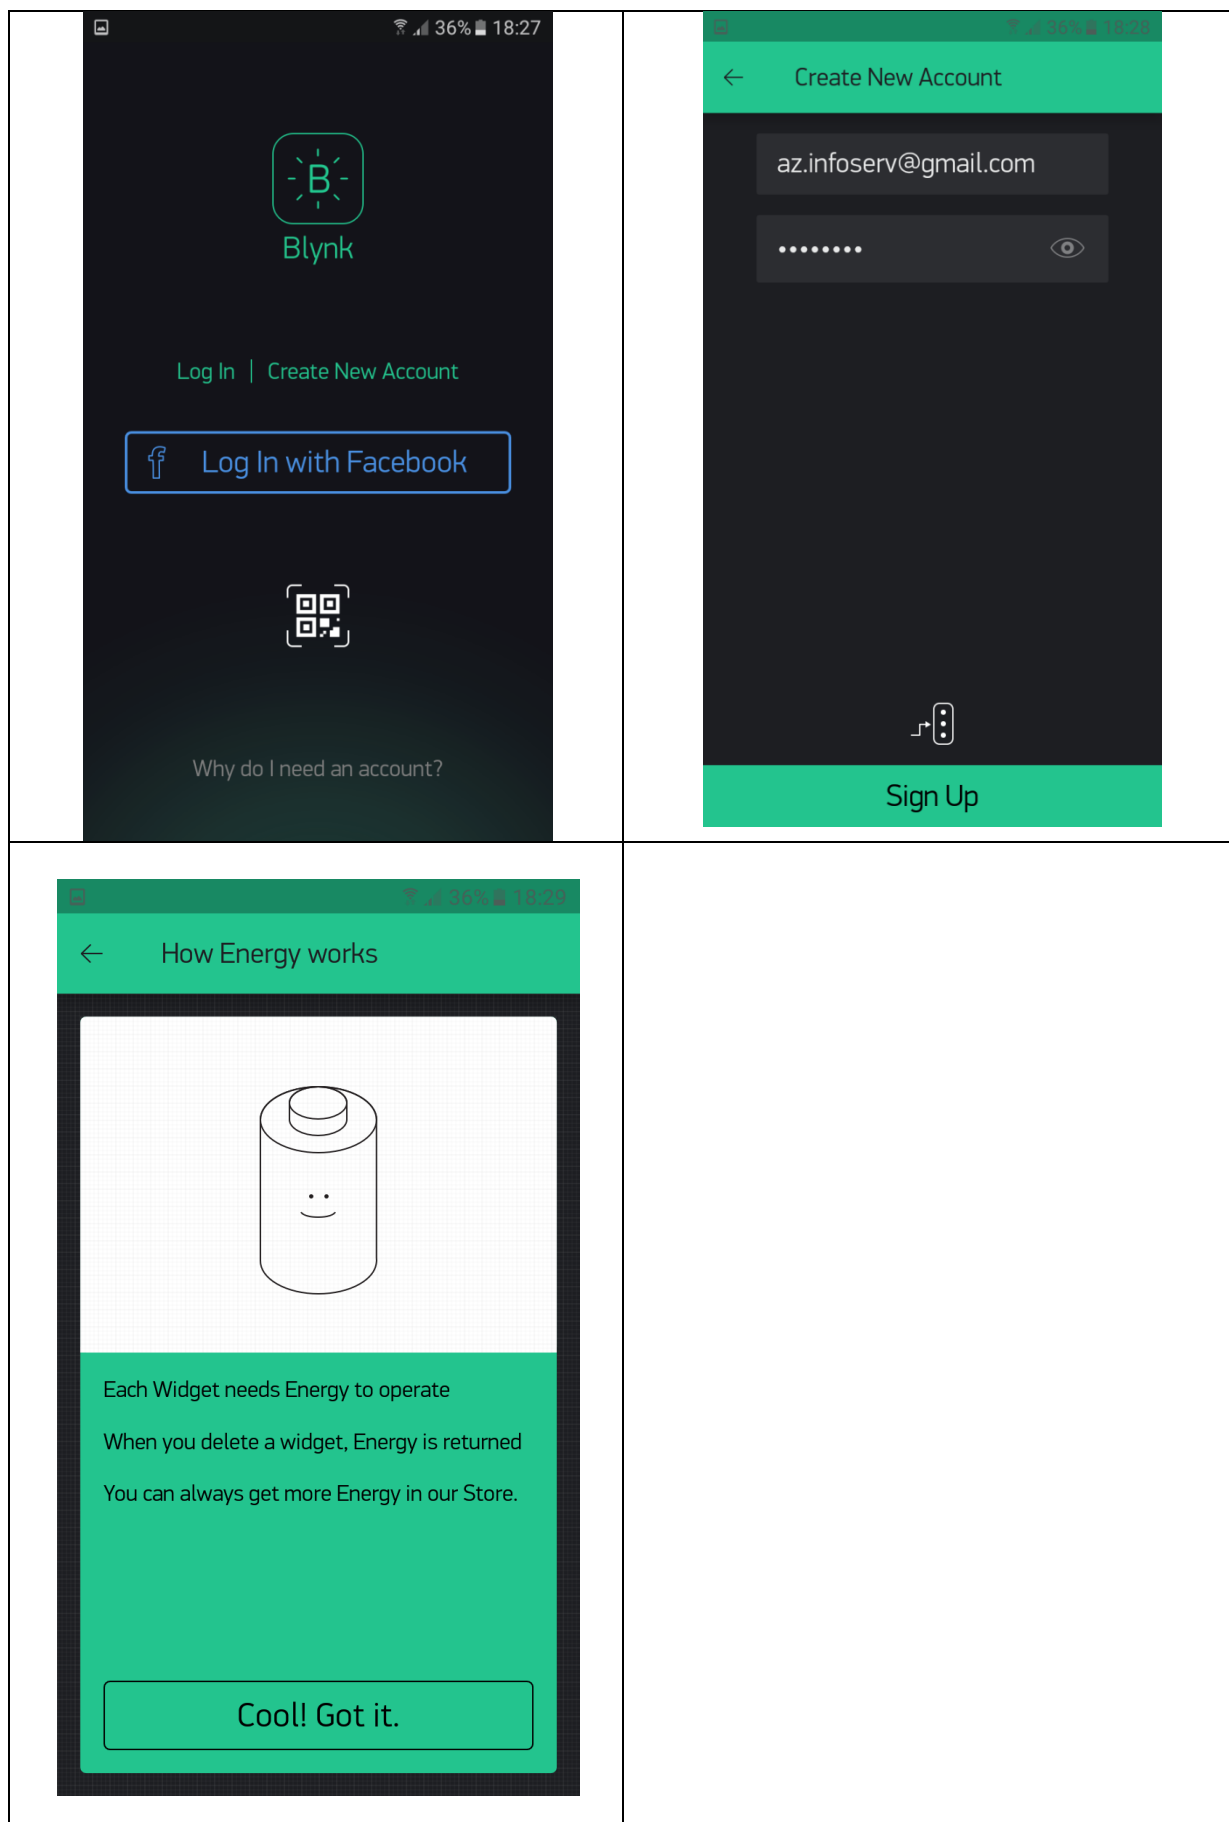 36% 18:27
B
Blynk
Log In | Create New Account
f Log In with Facebook
Why do I need an account?
36% 18:28
Create New Account
az.infoserv@gmail.com
••••••••
Sign Up
36% 18:29
How Energy works
Each Widget needs Energy to operate
When you delete a widget, Energy is returned
You can always get more Energy in our Store.
Cool! Got it.